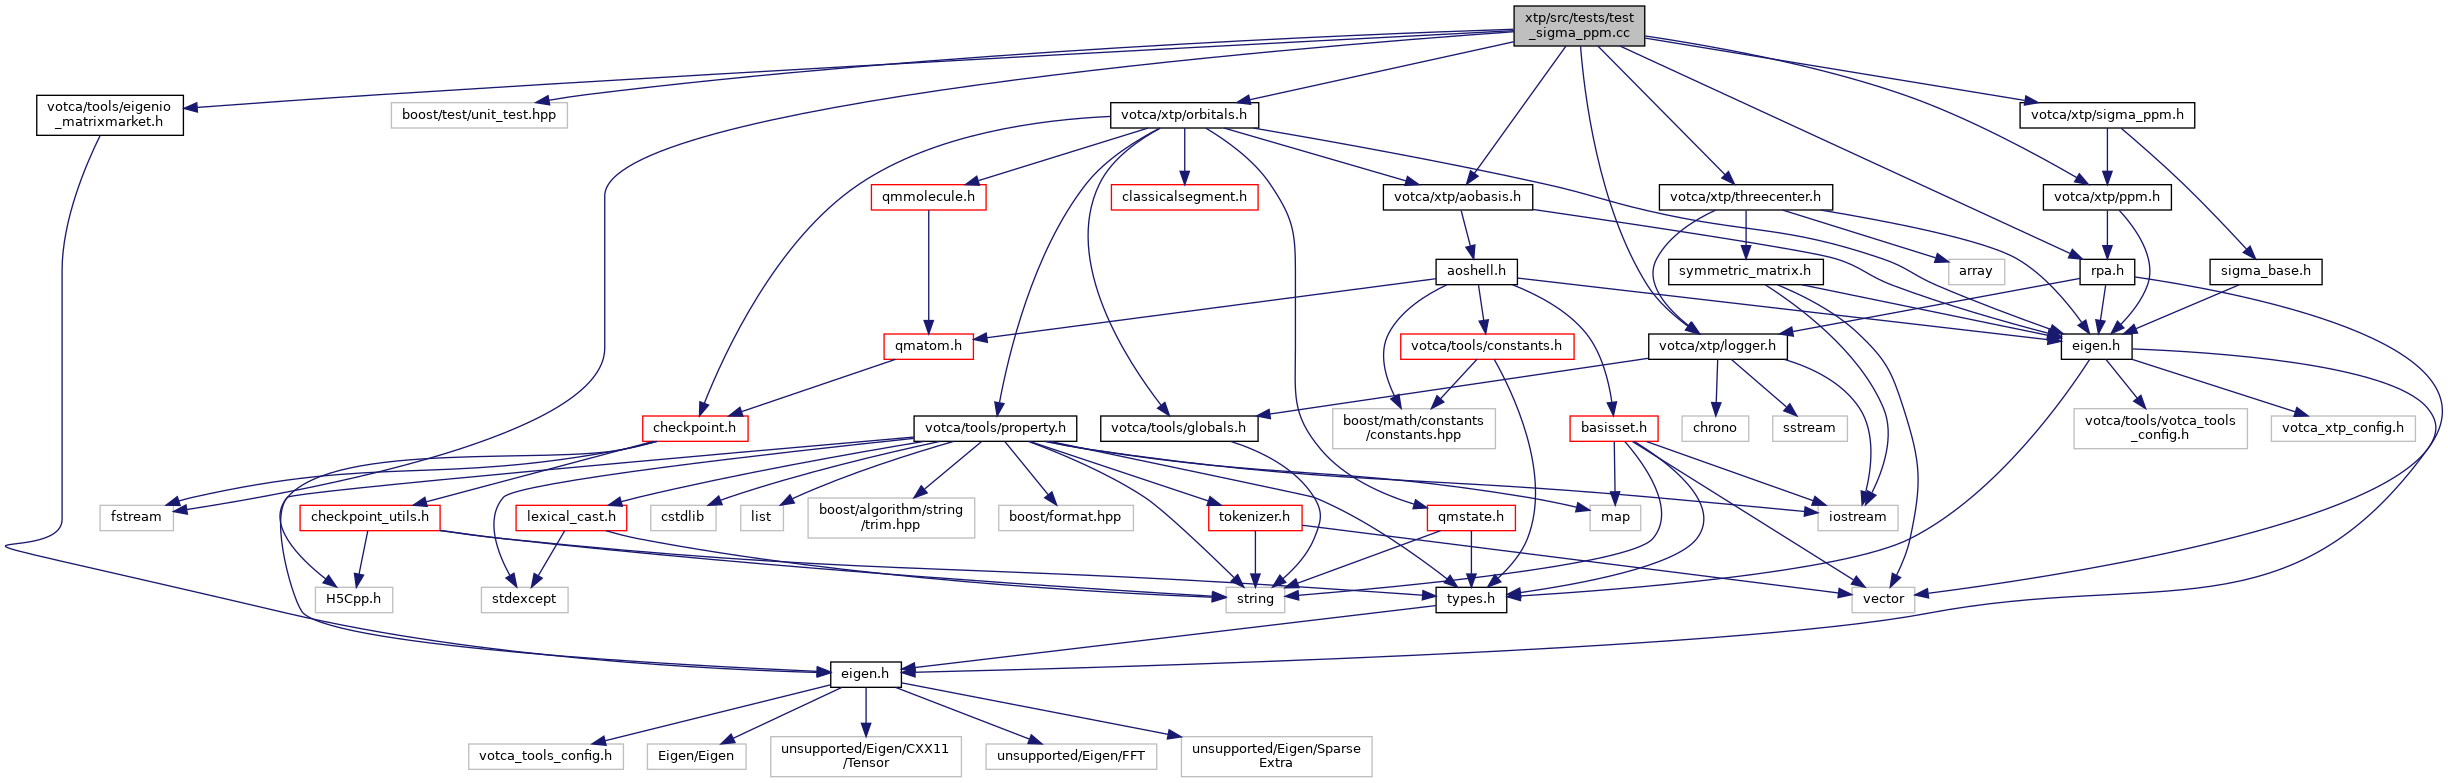 xtp/src/tests/test
_sigma_ppm.cc
votca/tools/eigenio
_matrixmarket.h
boost/test/unit_test.hpp
votca/xtp/orbitals.h
votca/xtp/sigma_ppm.h
qmmolecule.h
classicalsegment.h
votca/xtp/aobasis.h
votca/xtp/threecenter.h
votca/xtp/ppm.h
aoshell.h
symmetric_matrix.h
array
rpa.h
sigma_base.h
qmatom.h
votca/tools/constants.h
votca/xtp/logger.h
eigen.h
checkpoint.h
votca/tools/property.h
votca/tools/globals.h
boost/math/constants
/constants.hpp
basisset.h
chrono
sstream
votca/tools/votca_tools
_config.h
votca_xtp_config.h
fstream
checkpoint_utils.h
lexical_cast.h
cstdlib
list
boost/algorithm/string
/trim.hpp
boost/format.hpp
tokenizer.h
qmstate.h
map
iostream
H5Cpp.h
stdexcept
string
types.h
vector
eigen.h
votca_tools_config.h
Eigen/Eigen
unsupported/Eigen/CXX11
/Tensor
unsupported/Eigen/FFT
unsupported/Eigen/Sparse
Extra